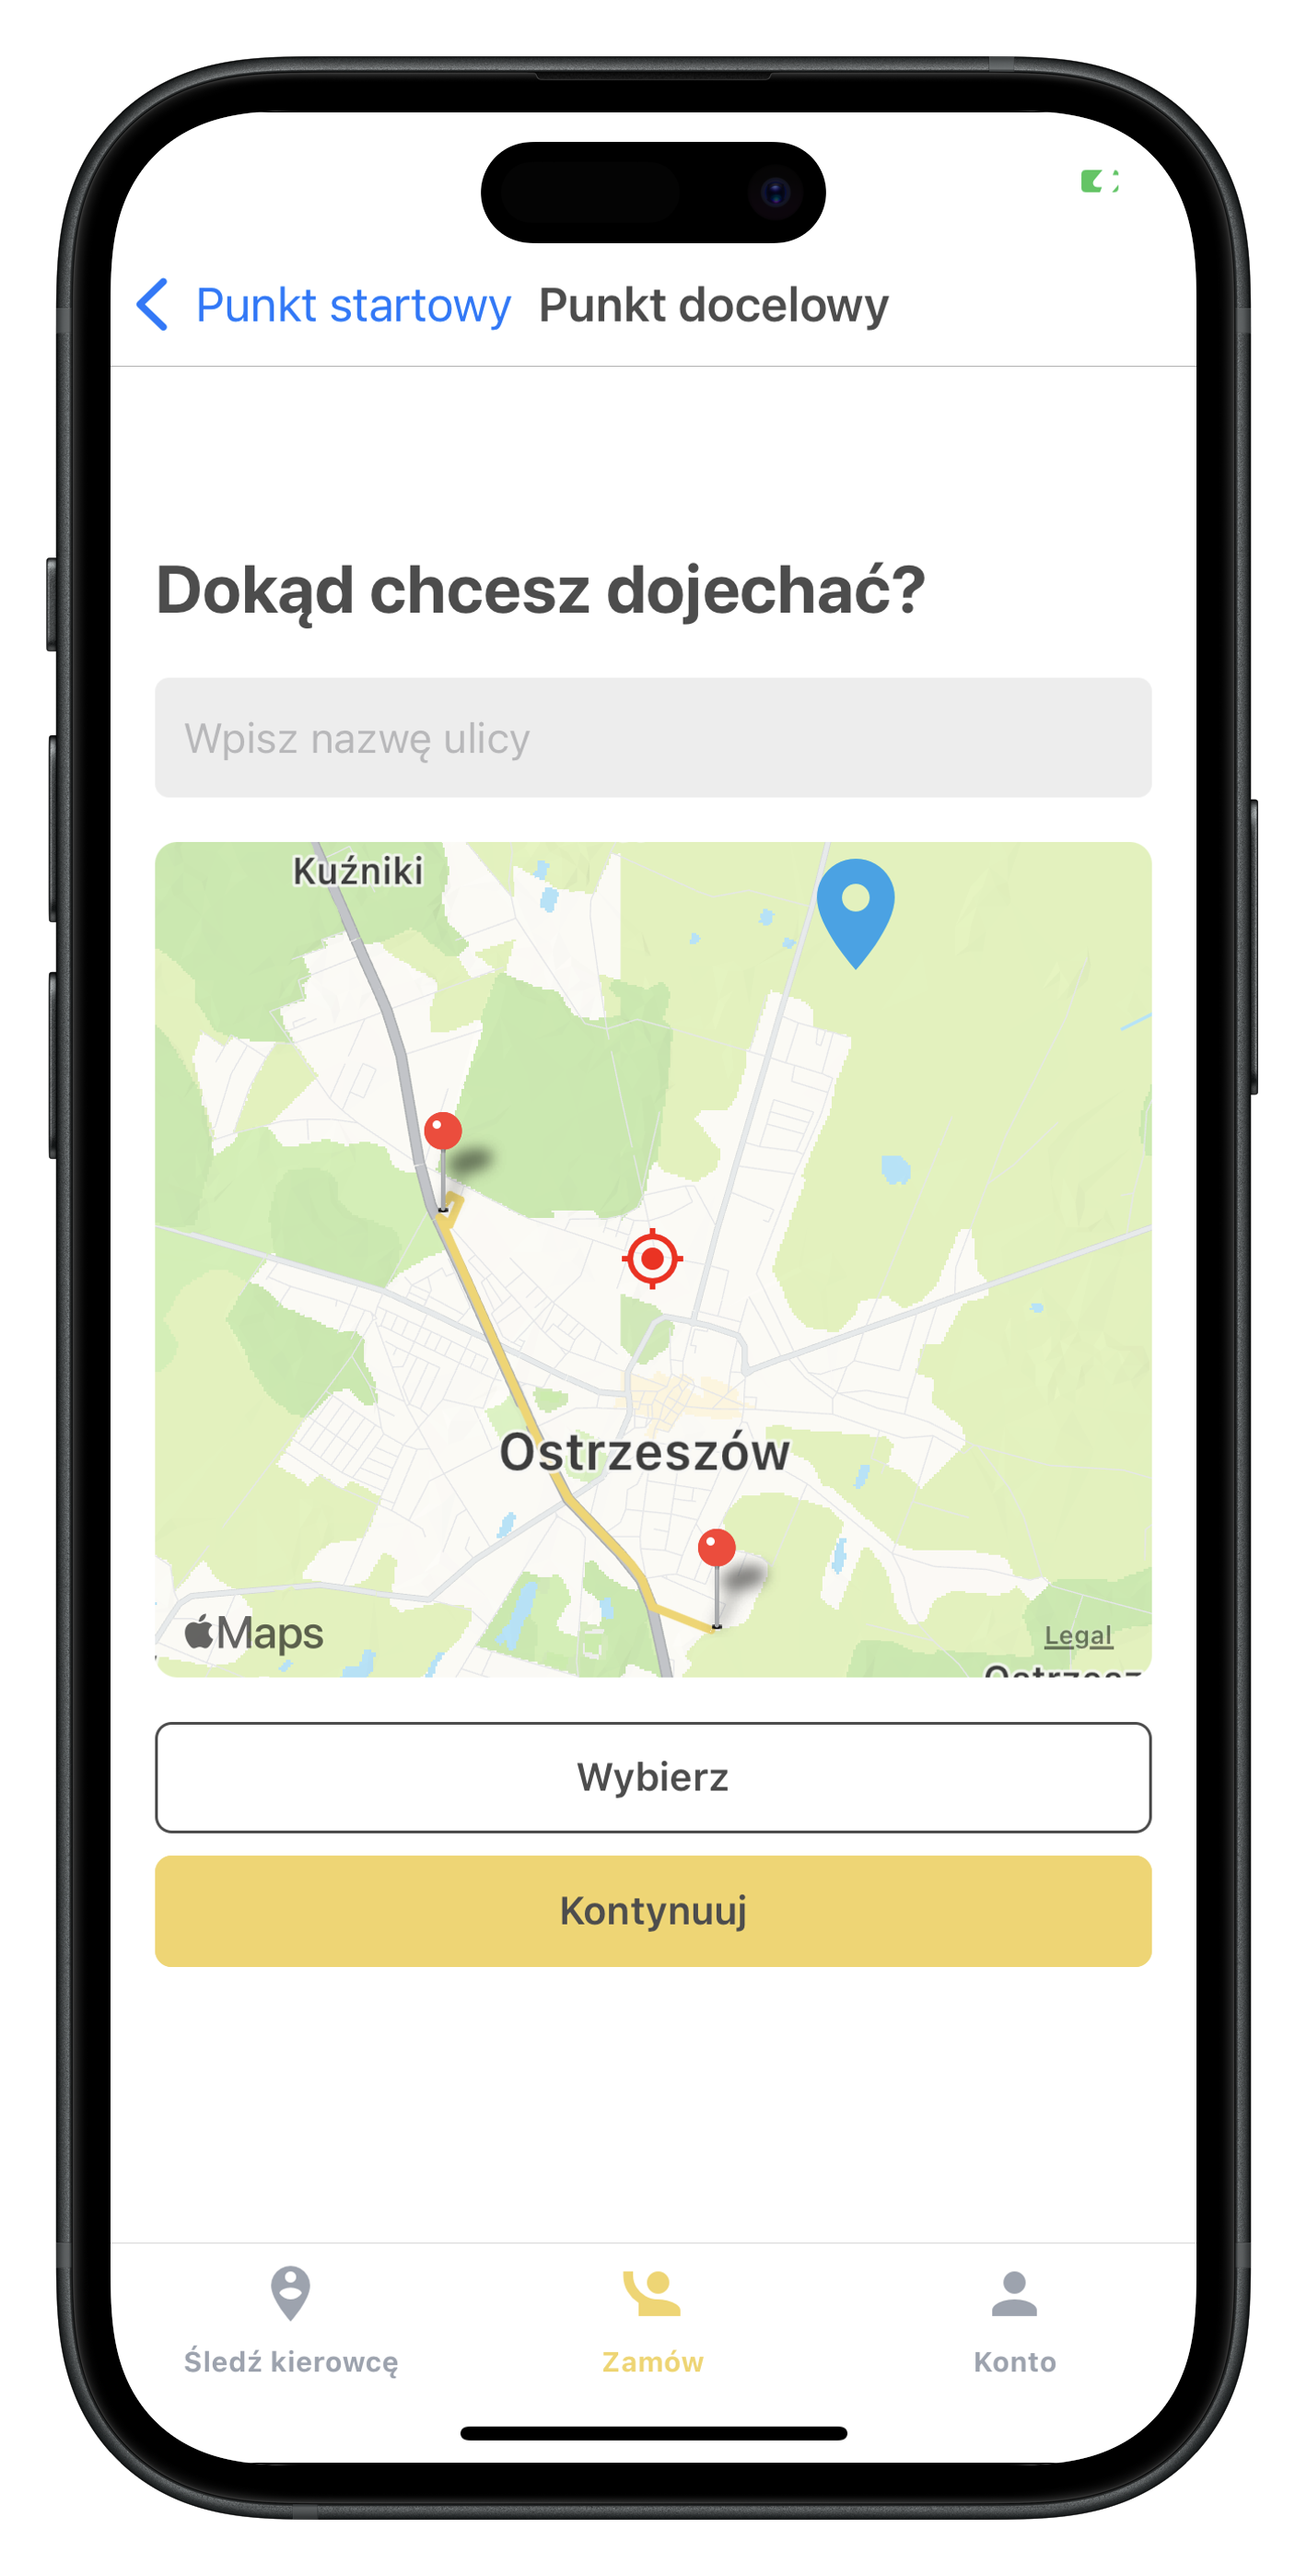 Punkt startowy Punkt docelowy
Dokąd chcesz dojechać?
Wpisz nazwę ulicy
Kuźniki
Ostrzeszów
Maps
Legal
Wybierz
Kontynuuj
Śledź kierowcę
Zamów
Konto